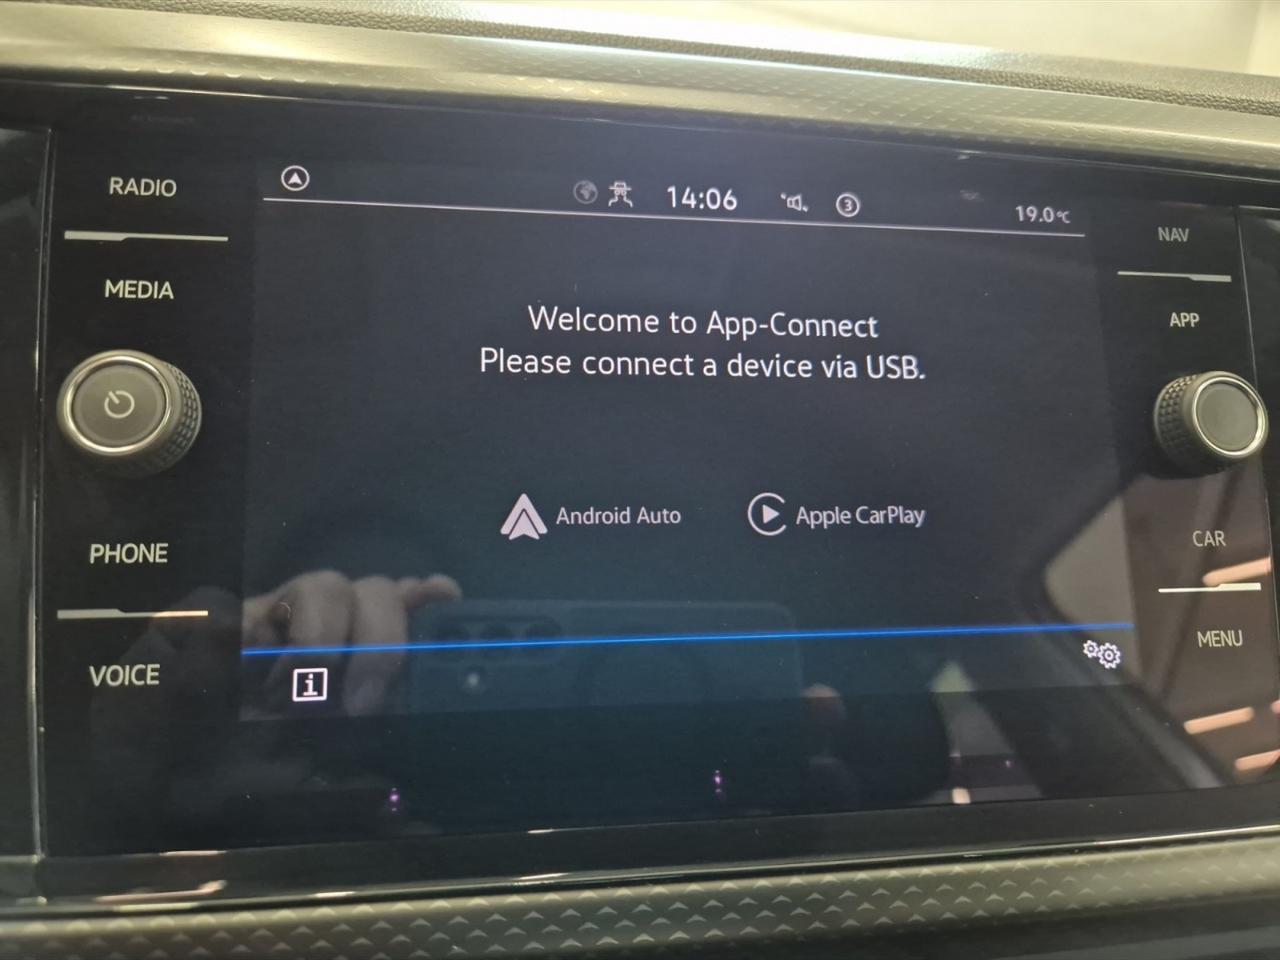 RADIO
MEDIA
PHONE
VOICE
14:06
3
19.0°C
Welcome to App-Connect
Please connect a device via USB.
Android Auto
Apple CarPlay
i
NAV
APP
CAR
MENU